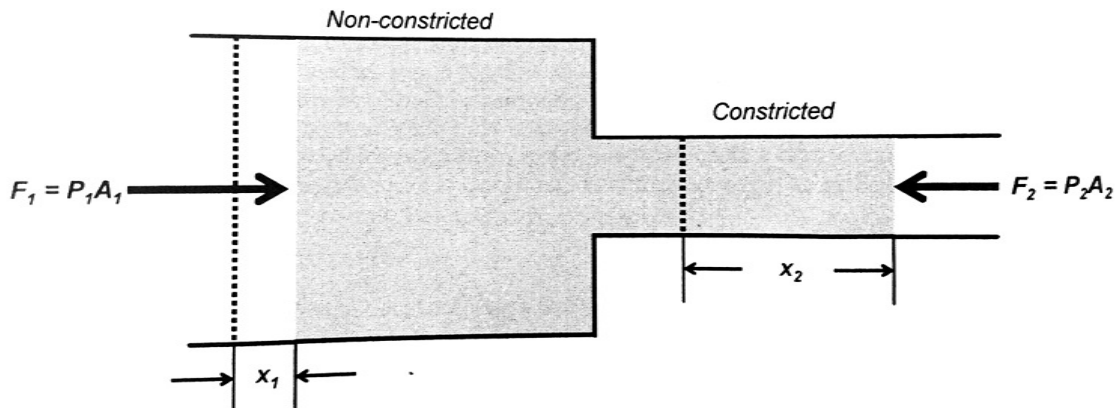 Non-constricted
Constricted
F₁ = P₁A₁
F₂ = P₂A₂
x₂
x₁